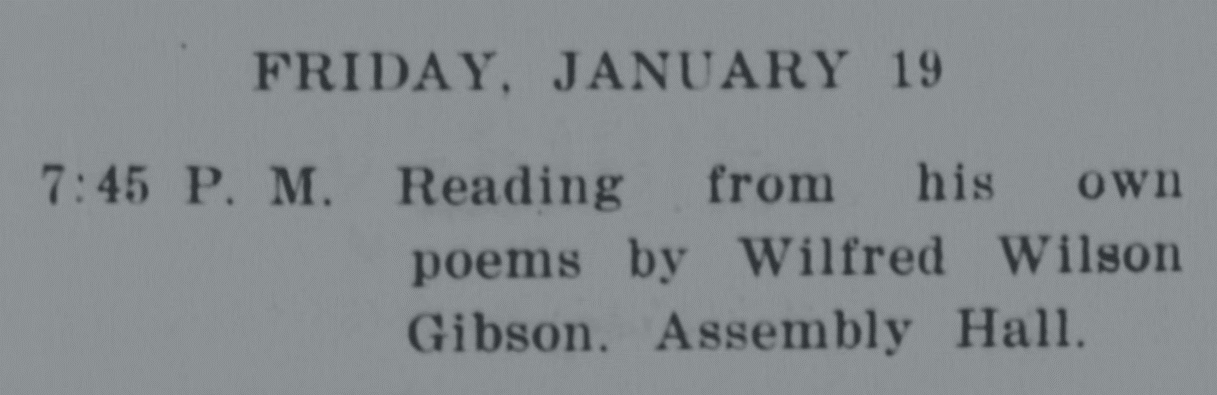 FRIDAY, JANUARY 19
7:45 P. M. Reading from his own
poems by Wilfred Wilson
Gibson. Assembly Hall.